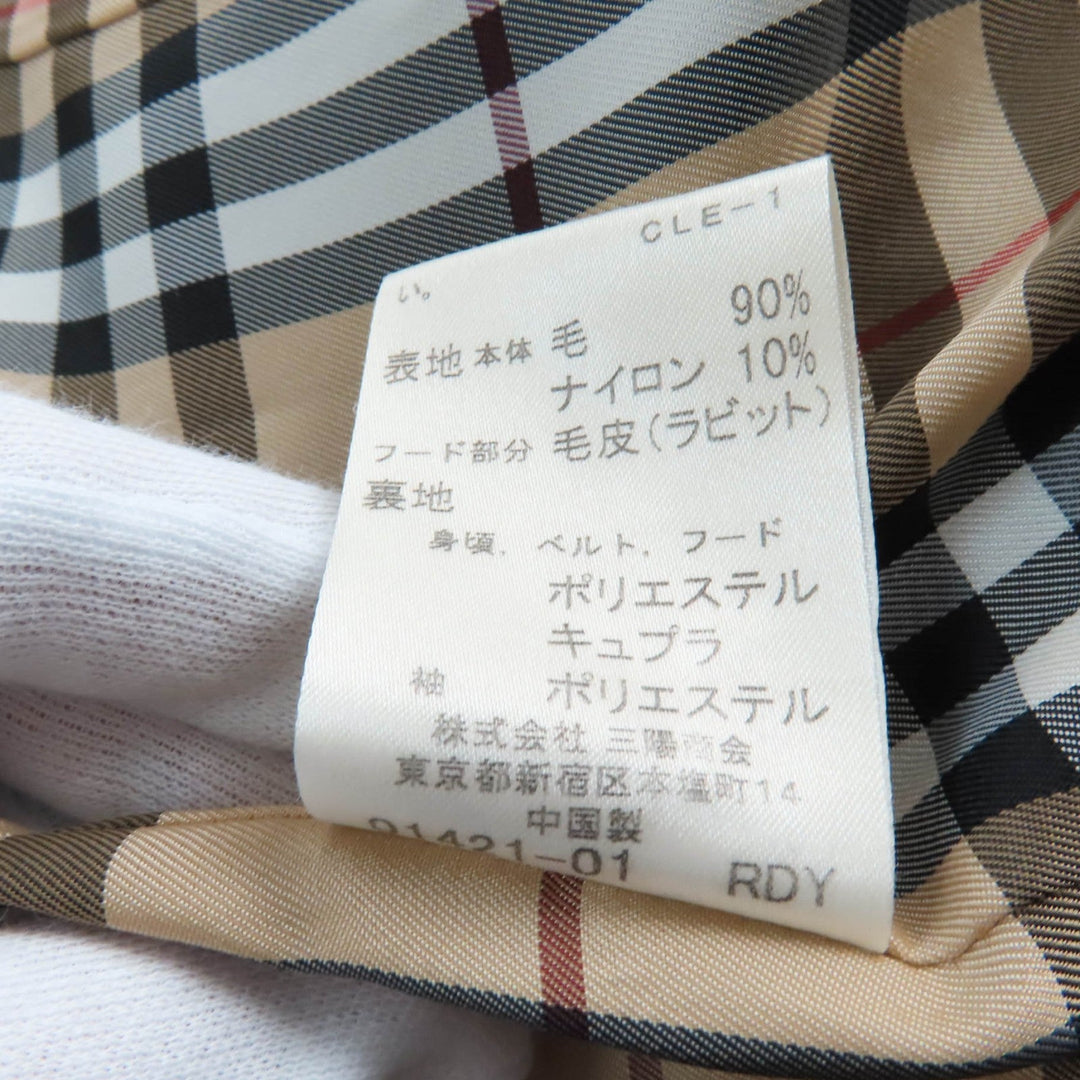 CLE-1
い。
表地 本体 毛 90%
ナイロン 10%
フード部分 毛皮(ラビット)
裏地
身頃、ベルト、フード
ポリエステル
キュプラ
袖 ポリエステル
株式会社 三陽商会
東京都新宿区本塩町14
中国製
91421-01 RDY